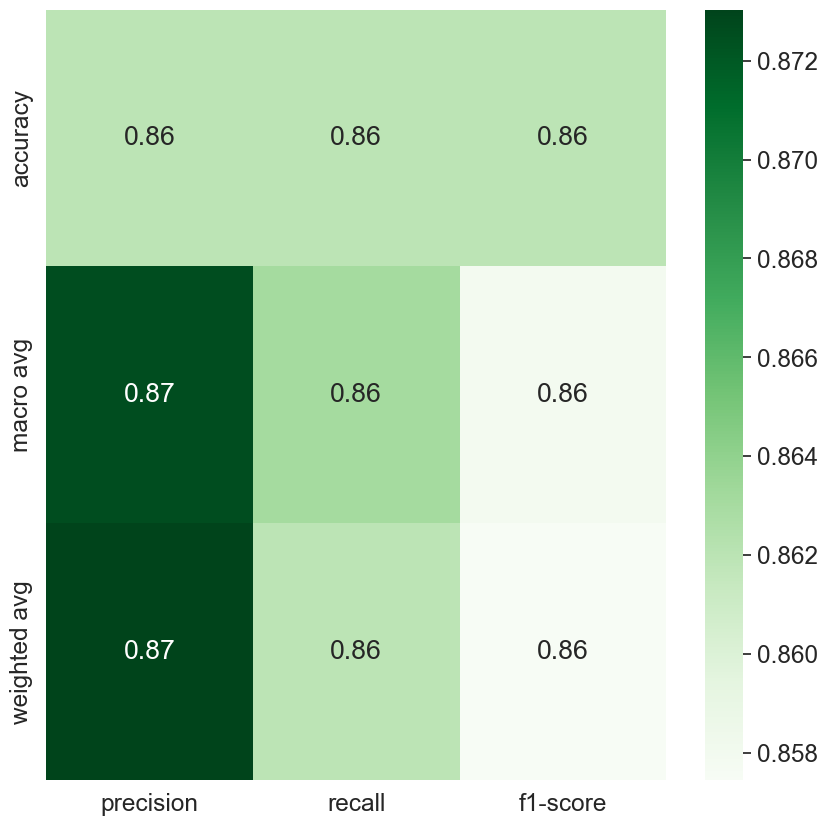 accuracy 0.86 0.86 0.86
macro avg 0.87 0.86 0.86
weighted avg 0.87 0.86 0.86
precision recall f1-score
0.872
0.870
0.868
0.866
0.864
0.862
0.860
0.858